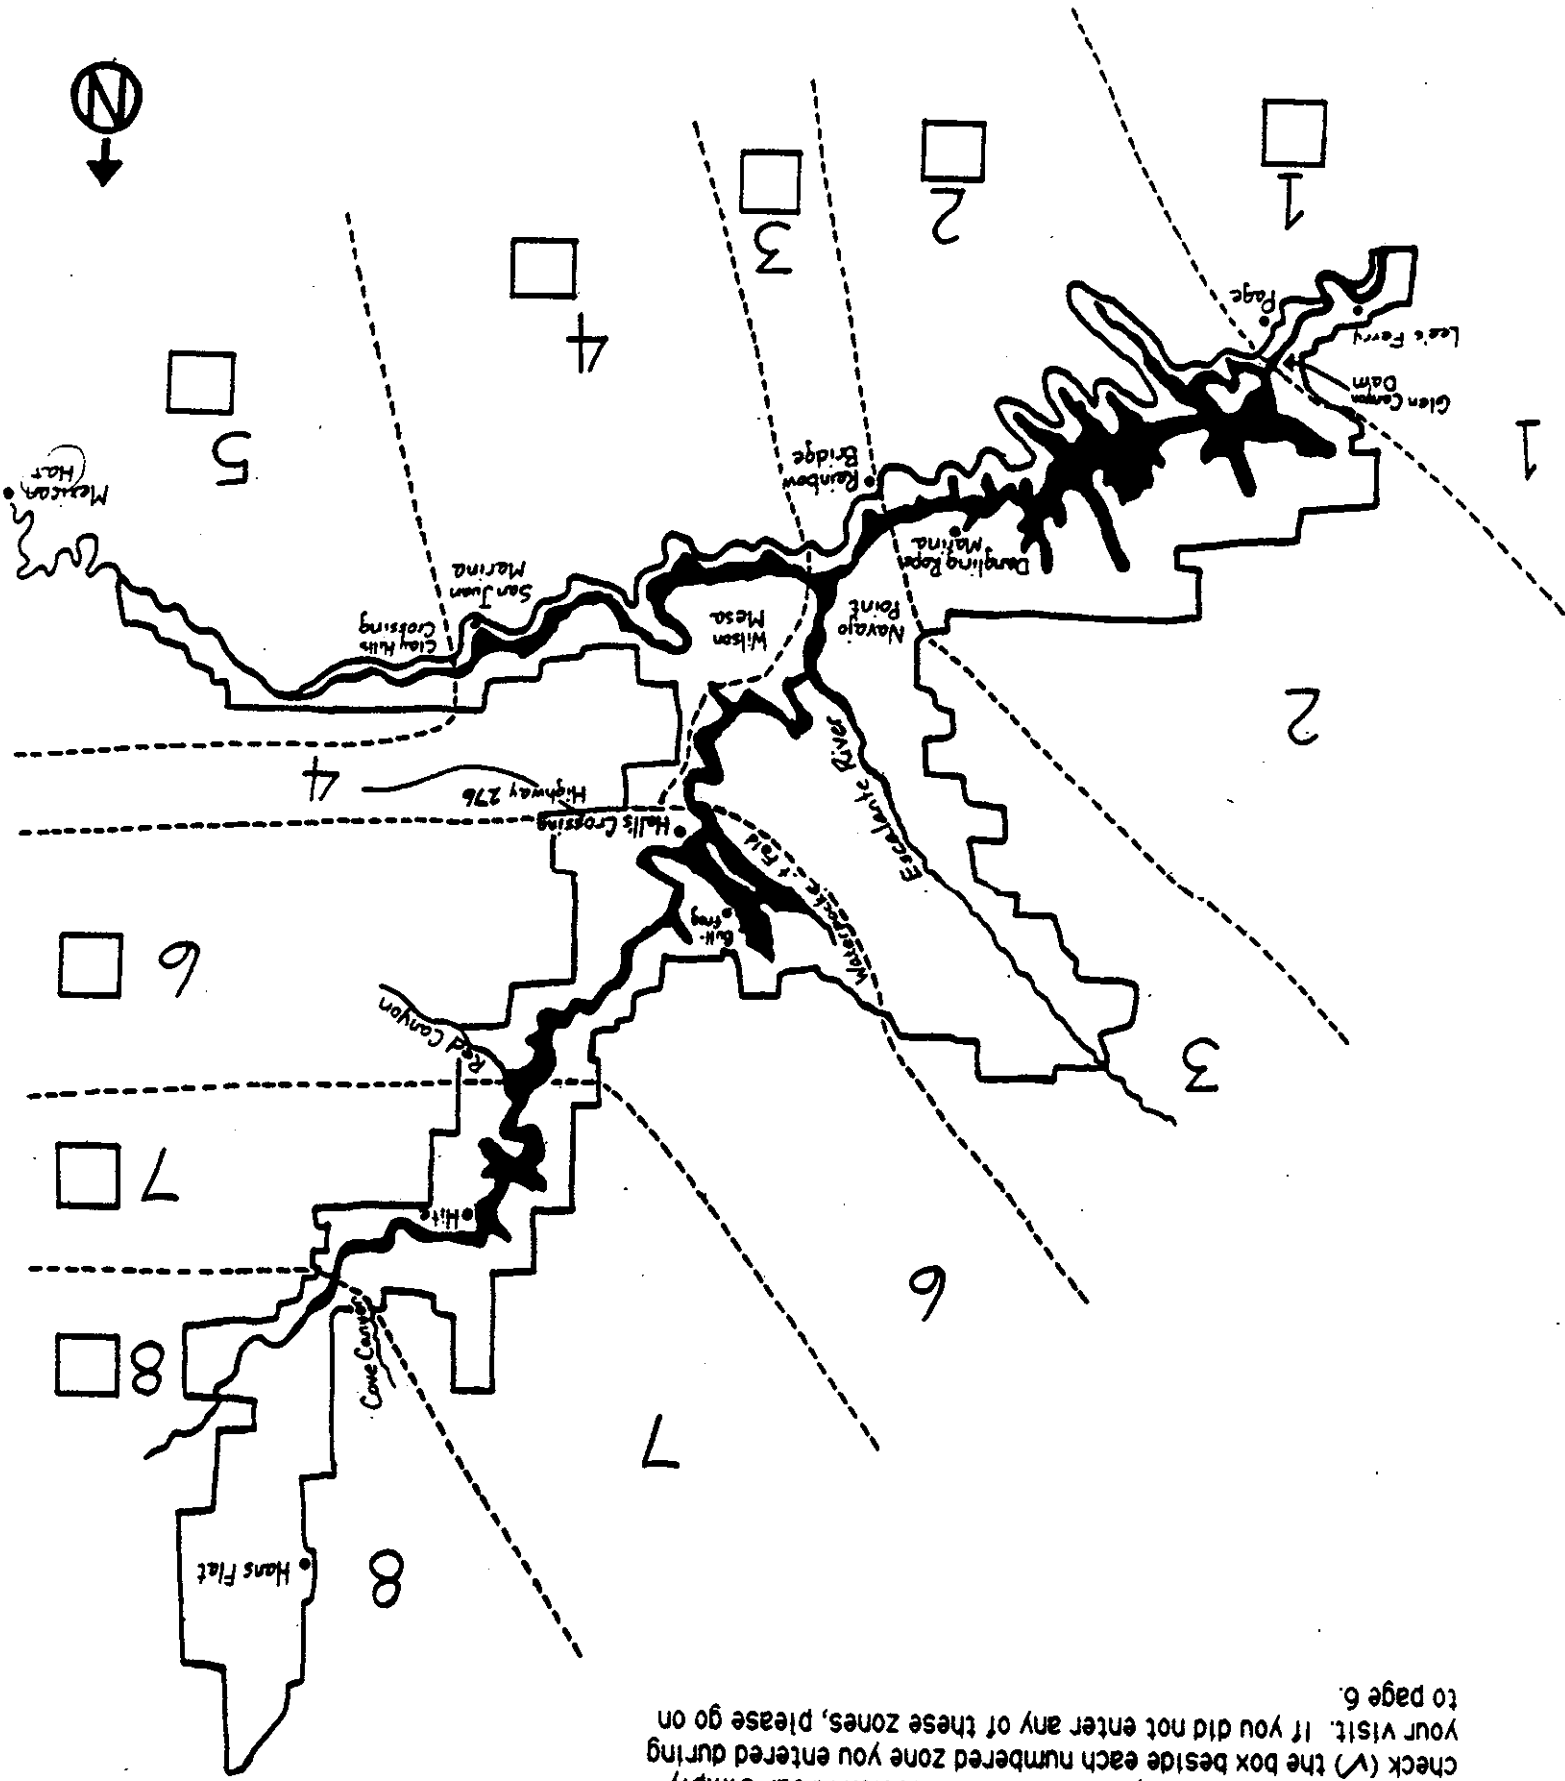 Simply
check (✓) the box beside each numbered zone you entered during
your visit. If you did not enter any of these zones, please go on
to page 6.
Hans Flat
8
7
Cove Canyon
8
6
Hite
7
3
Red Canyon
6
Waterpocket Fold
Bull-
frog
Escalante River
Halls Crossing
Highway 276
4
2
Navajo
Point
Wilson
Mesa
Clay Hills
Crossing
San Juan
Marina
Dangling Rope
Marina
Rainbow
Bridge
Mexican
Hat
5
1
Glen Canyon
Dam
Lee's Ferry
Page
4
3
2
1
N